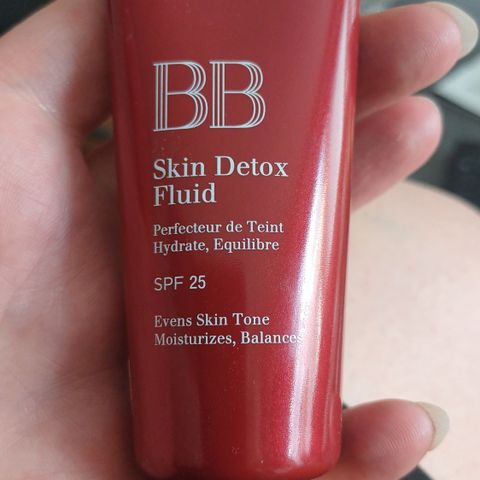 BB
Skin Detox
Fluid
Perfecteur de Teint
Hydrate, Equilibre
SPF 25
Evens Skin Tone
Moisturizes, Balances